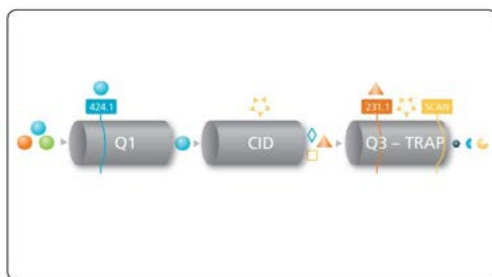 424.1
231.1
SCAN
Q1
CID
Q3 – TRAP